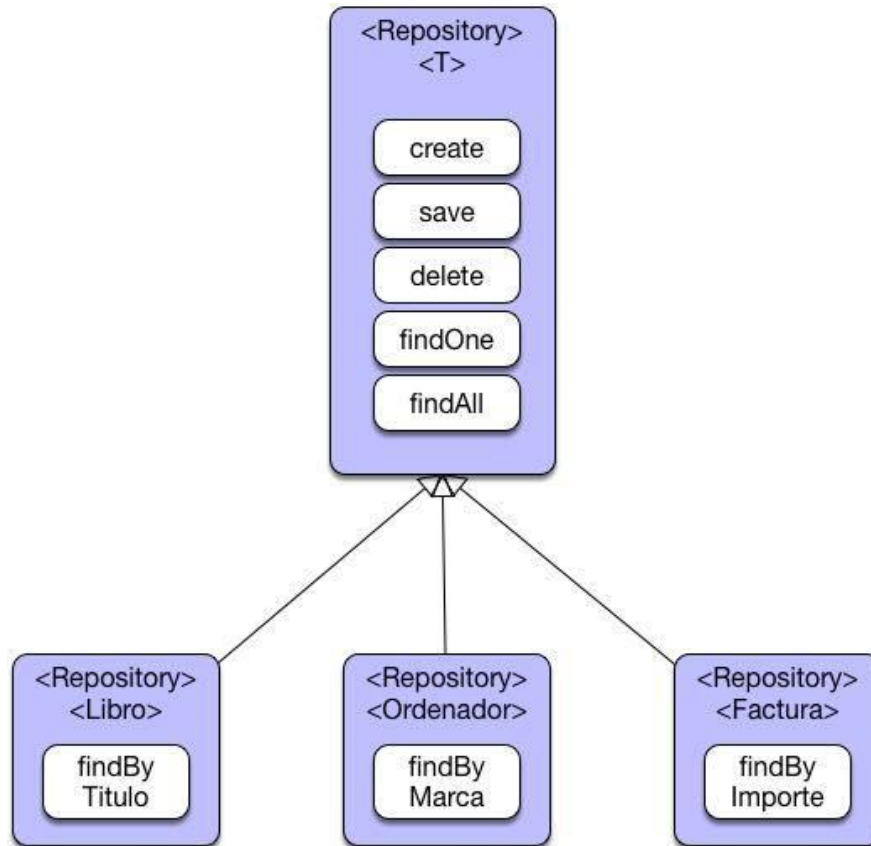 <Repository>
<T>
create
save
delete
findOne
findAll
<Repository>
<Libro>
findBy
Titulo
<Repository>
<Ordenador>
findBy
Marca
<Repository>
<Factura>
findBy
Importe